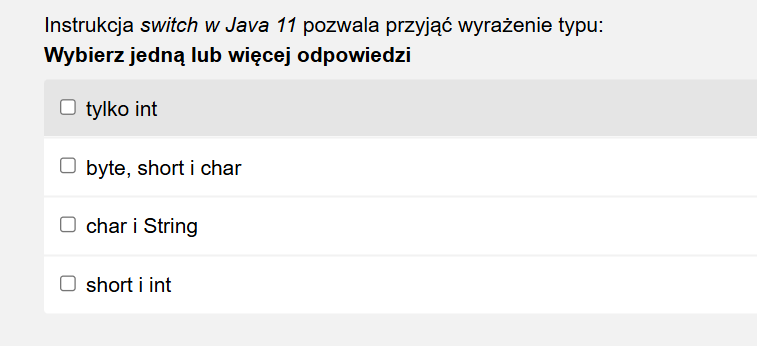 Instrukcja switch w Java 11 pozwala przyjąć wyrażenie typu:
Wybierz jedną lub więcej odpowiedzi
tylko int
byte, short i char
char i String
short i int